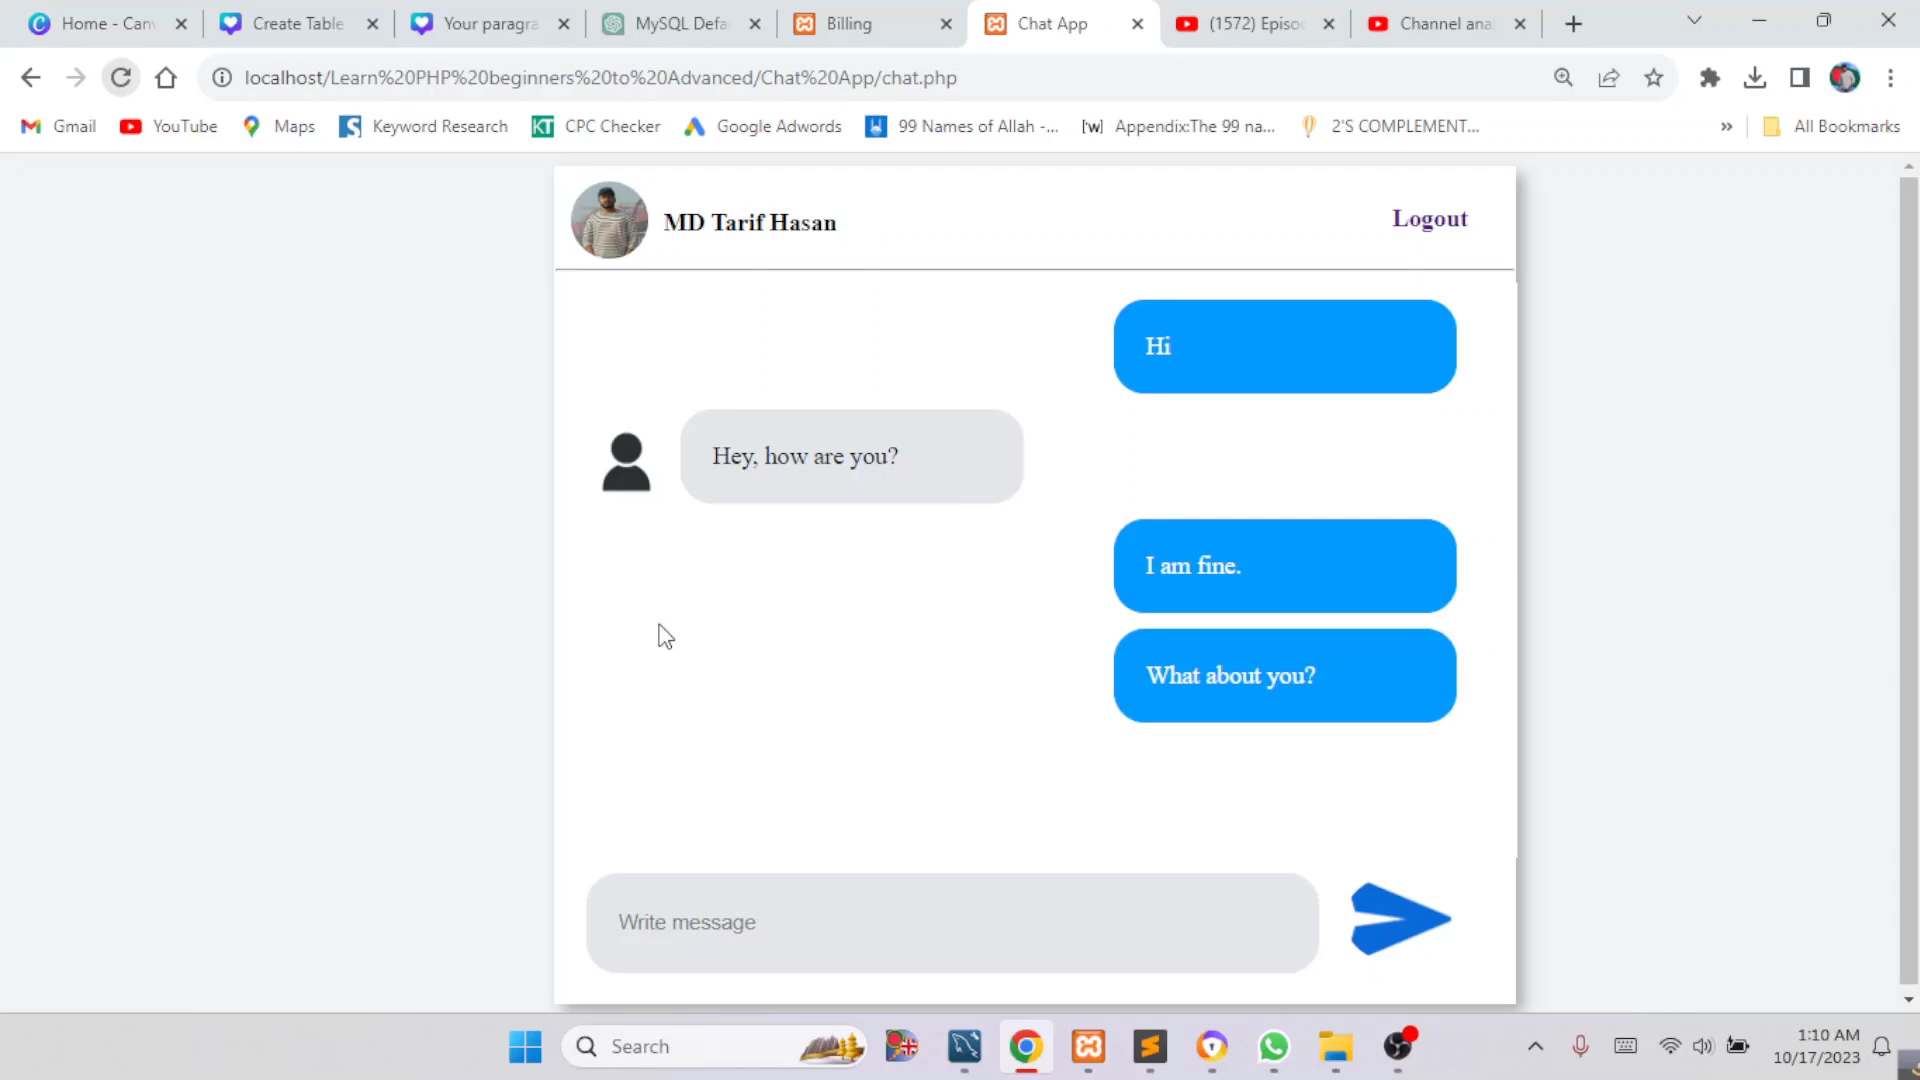 Home - Can
Create Table
Your paragra
MySQL Defa
Billing
Chat App
(1572) Episo
Channel ana
localhost/Learn%20PHP%20beginners%20to%20Advanced/Chat%20App/chat.php
Gmail
YouTube
Maps
Keyword Research
KT
CPC Checker
Google Adwords
99 Names of Allah -...
['w]
Appendix:The 99 na...
2'S COMPLEMENT...
»
All Bookmarks
MD Tarif Hasan
Logout
Hi
Hey, how are you?
I am fine.
What about you?
Write message
Search
1:10 AM
10/17/2023